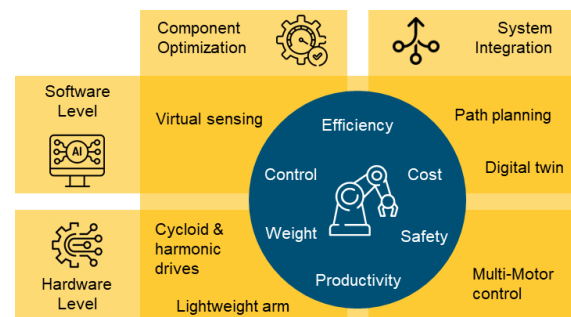 Component
Optimization
System
Integration
Software
Level
AI
Virtual sensing
Efficiency
Path planning
Digital twin
Control
Cost
Weight
Safety
Productivity
Hardware
Level
Cycloid &
harmonic
drives
Lightweight arm
Multi-Motor
control